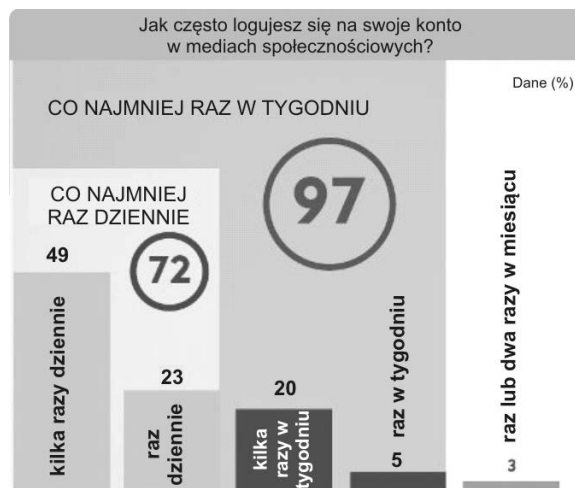 Jak często logujesz się na swoje konto
w mediach społecznościowych?
Dane (%)
CO NAJMNIEJ RAZ W TYGODNIU
97
CO NAJMNIEJ
RAZ DZIENNIE
72
49
kilka razy dziennie
23
raz
dziennie
20
kilka
razy w
tygodniu
5
raz w tygodniu
3
raz lub dwa razy w miesiącu